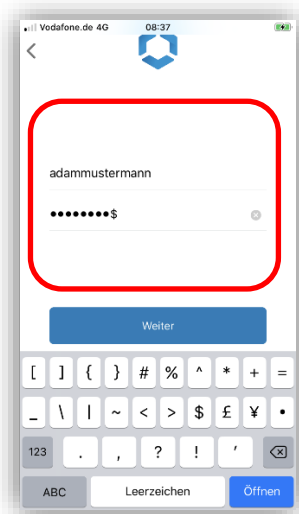 Vodafone.de 4G 08:37
adammustermann
••••••••$
Weiter
[ ] { } # % ^ * + =
_ \ | ~ < > $ £ ¥ •
123 . , ? ! '
ABC Leerzeichen Öffnen